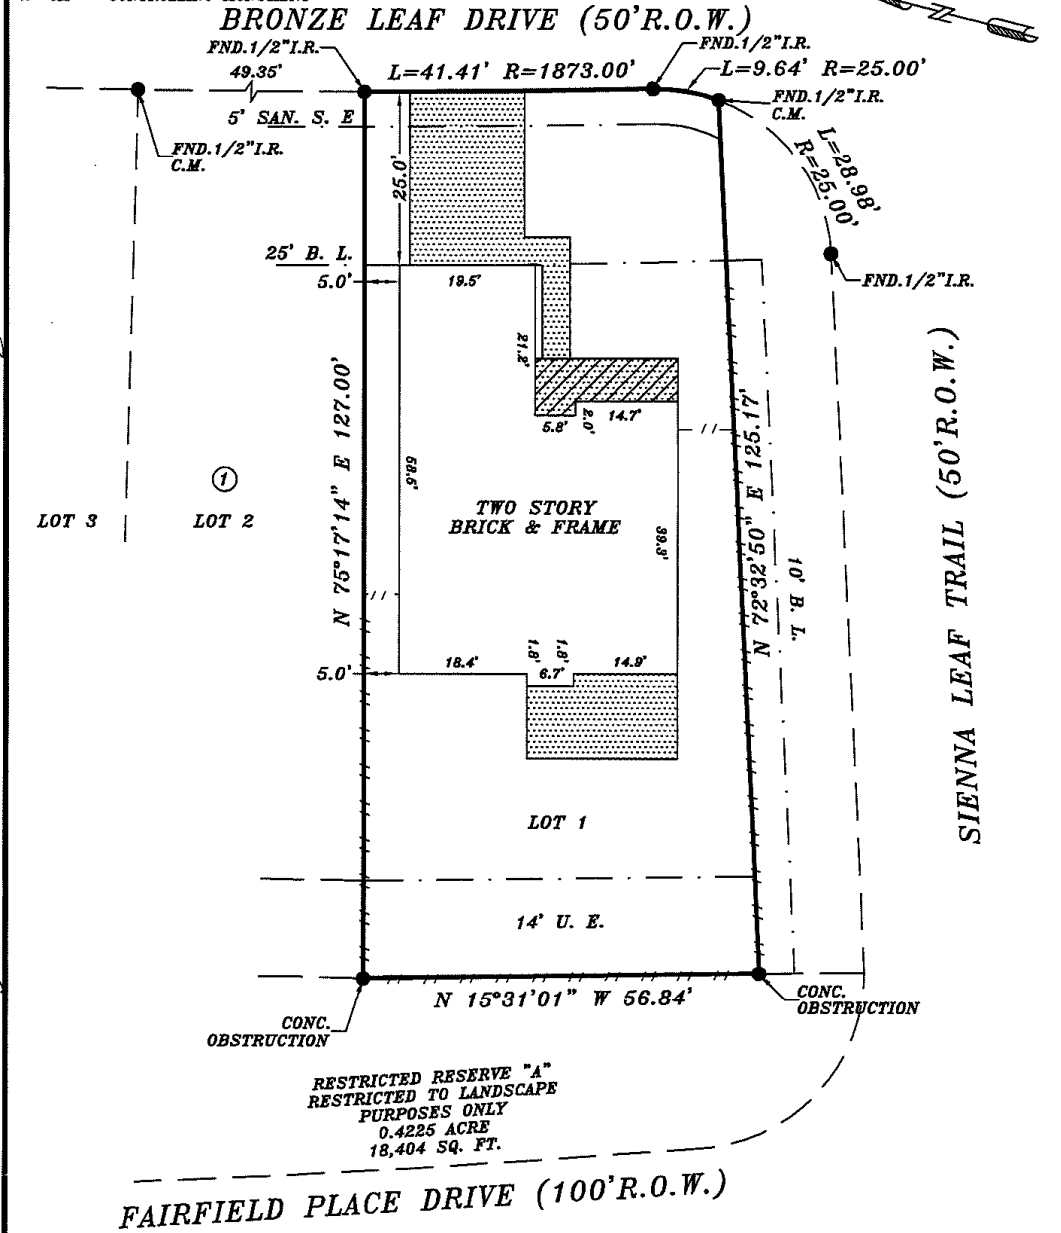 BRONZE LEAF DRIVE (50'R.O.W.)
FND.1/2"I.R.
FND.1/2"I.R.
49.35'
L=41.41' R=1873.00'
L=9.64' R=25.00'
FND.1/2"I.R.
C.M.
5' SAN. S. E
FND.1/2"I.R.
C.M.
L=28.98'
R=25.00'
25.0'
25' B. L.
5.0'
19.5'
FND.1/2"I.R.
21.2'
14.7'
5.8'
2.0'
N 75°17'14" E 127.00'
58.6'
N 72°32'50" E 125.17'
SIENNA LEAF TRAIL (50'R.O.W.)
1
LOT 3
LOT 2
TWO STORY
BRICK & FRAME
39.3'
10' B. L.
5.0'
18.4'
1.8'
1.8'
6.7'
14.9'
LOT 1
14' U. E.
N 15°31'01" W 56.84'
CONC.
OBSTRUCTION
CONC.
OBSTRUCTION
RESTRICTED RESERVE "A"
RESTRICTED TO LANDSCAPE
PURPOSES ONLY
0.4225 ACRE
18,404 SQ. FT.
FAIRFIELD PLACE DRIVE (100'R.O.W.)